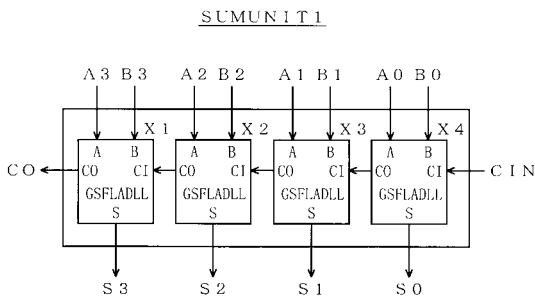 SUMUNIT1
A3 B3 A2 B2 A1 B1 A0 B0
X1 X2 X3 X4
A B A B A B A B
CO CO CI CO CI CO CI CO CI CIN
GSFLADLL GSFLADLL GSFLADLL GSFLADLL
S S S S
S3 S2 S1 S0